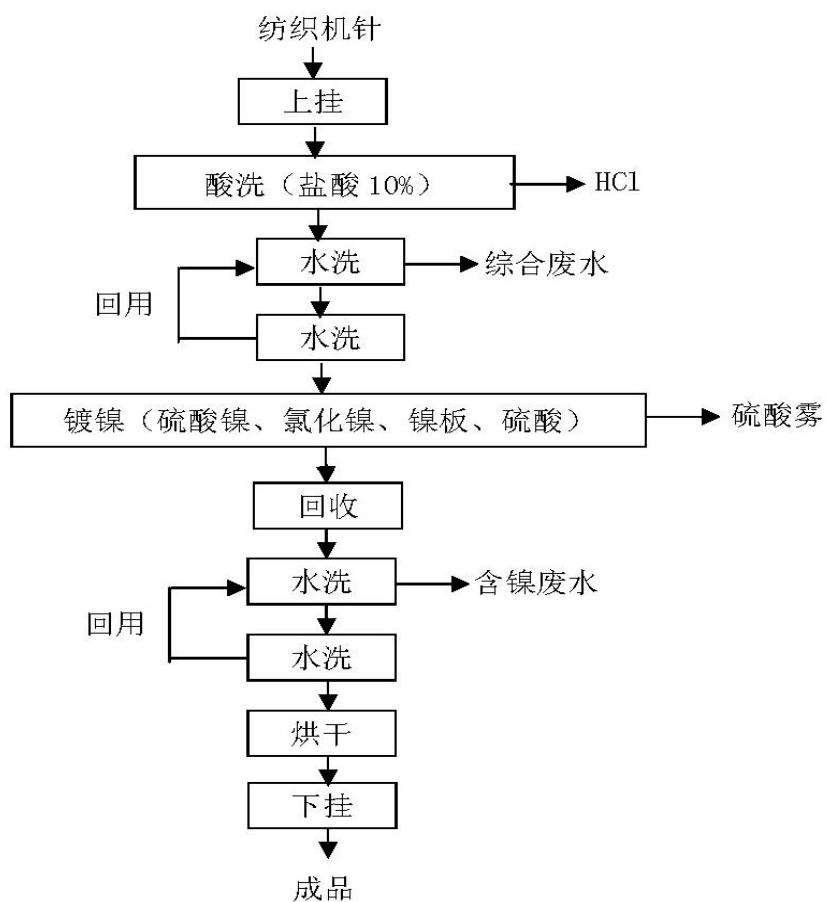 纺织机针
上挂
酸洗（盐酸10%）
HCl
水洗
综合废水
回用
水洗
镀镍（硫酸镍、氯化镍、镍板、硫酸）
硫酸雾
回收
水洗
含镍废水
回用
水洗
烘干
下挂
成品